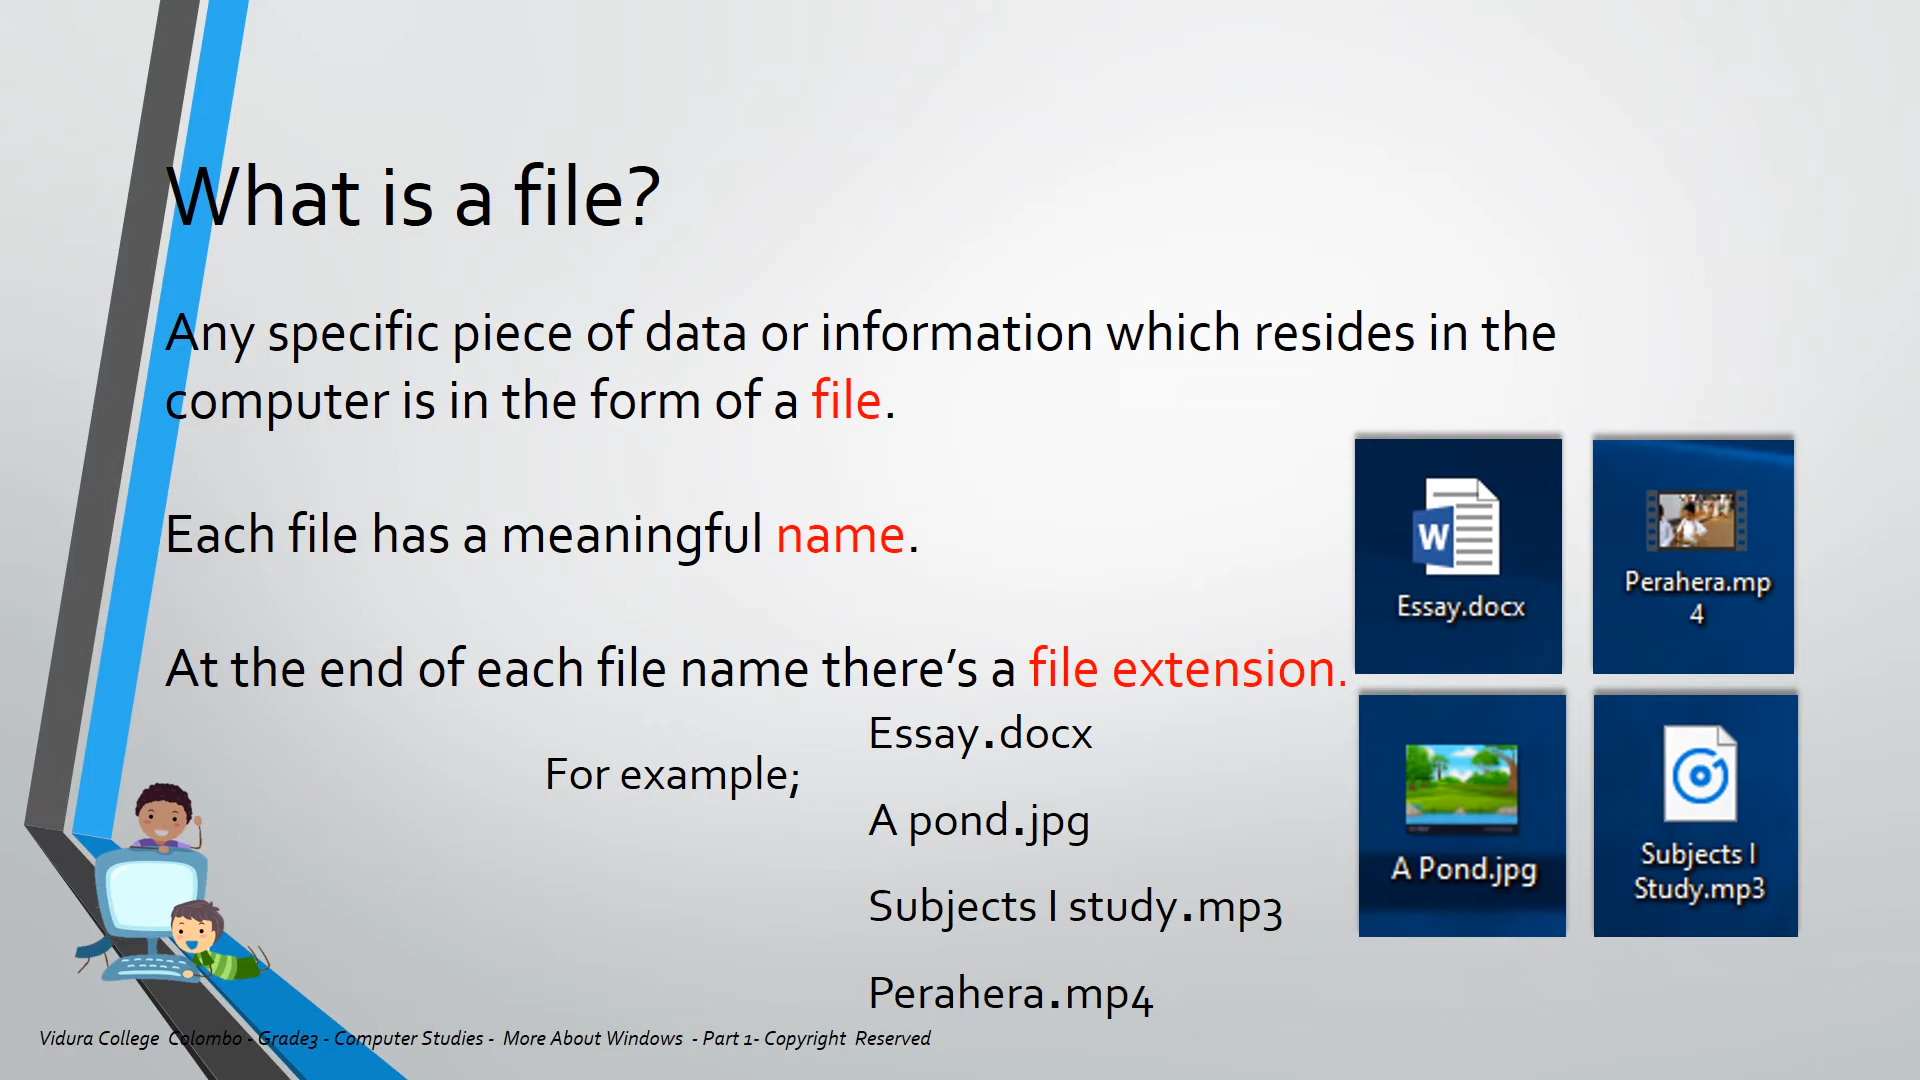 What is a file?
Any specific piece of data or information which resides in the
computer is in the form of a file.
Each file has a meaningful name.
At the end of each file name there’s a file extension.
For example;
Essay.docx
A pond.jpg
Subjects I study.mp3
Perahera.mp4
W
Essay.docx
Perahera.mp
4
A Pond.jpg
Subjects I
Study.mp3
Vidura College Colombo - Grade3 - Computer Studies - More About Windows - Part 1- Copyright Reserved